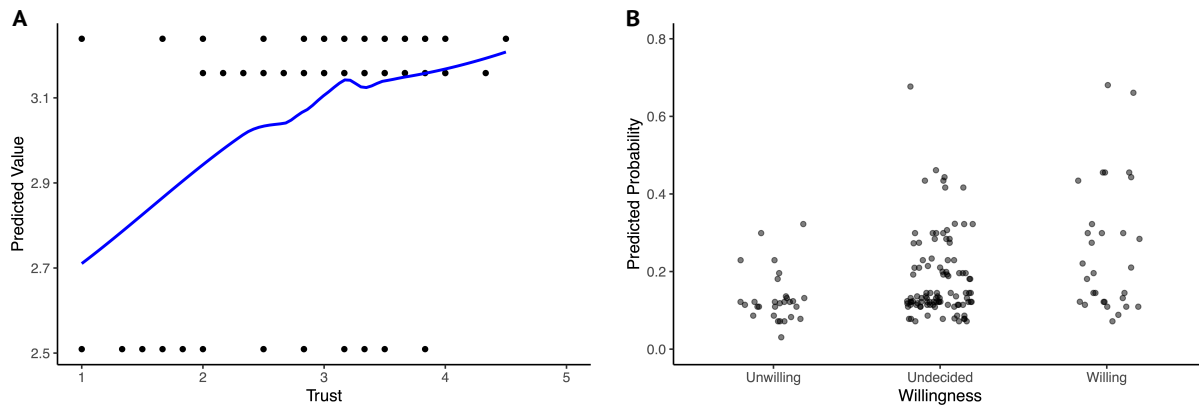 A
Predicted Value
3.1
2.9
2.7
2.5
1 2 3 4 5
Trust
B
Predicted Probability
0.8
0.6
0.4
0.2
0.0
Unwilling Undecided Willing
Willingness